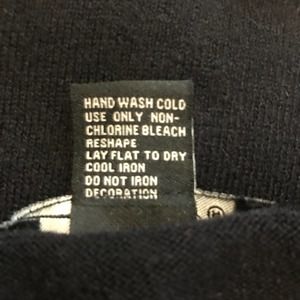 HAND WASH COLD
USE ONLY NON-
CHLORINE BLEACH
RESHAPE
LAY FLAT TO DRY
COOL IRON
DO NOT IRON
DECORATION